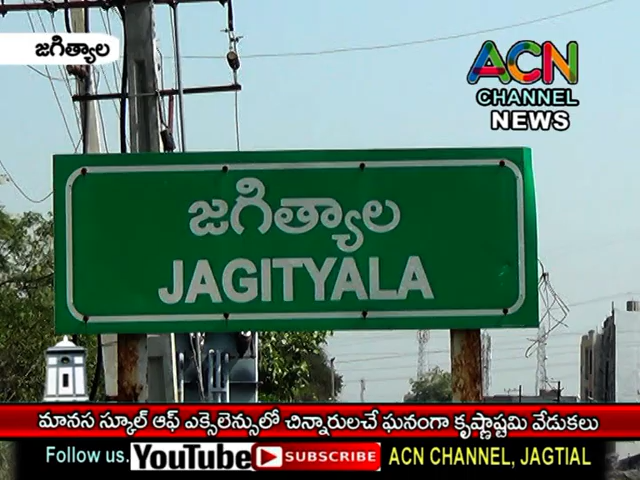 జగిత్యాల
ACN
CHANNEL
NEWS
జగిత్యాల
JAGITYALA
మానస స్కూల్ ఆఫ్ ఎక్సెలెన్సులో చిన్నారులచే ఘనంగా కృష్ణాష్టమి వేడుకలు
Follow us. YouTube SUBSCRIBE ACN CHANNEL, JAGTIAL